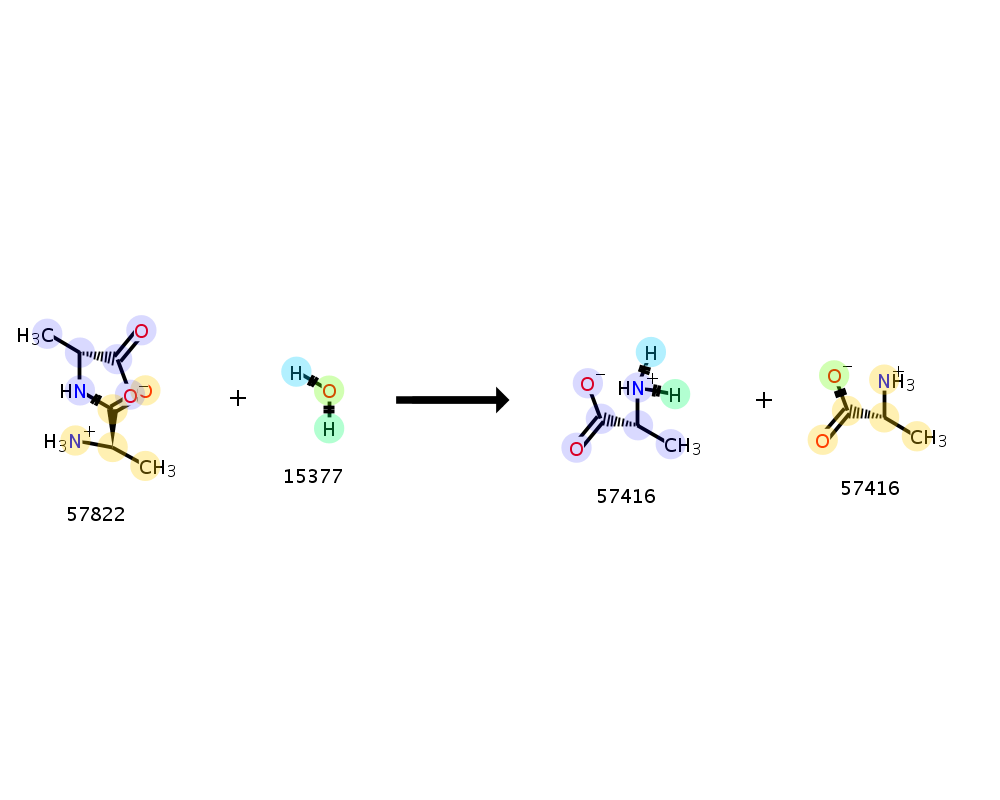 H₃C
O
HN
O⁻
O
H₃N⁺
CH₃
57822
+
H
O
H
15377
H
O⁻
HN⁺
H
O
CH₃
57416
+
O⁻
NH₃⁺
O
CH₃
57416